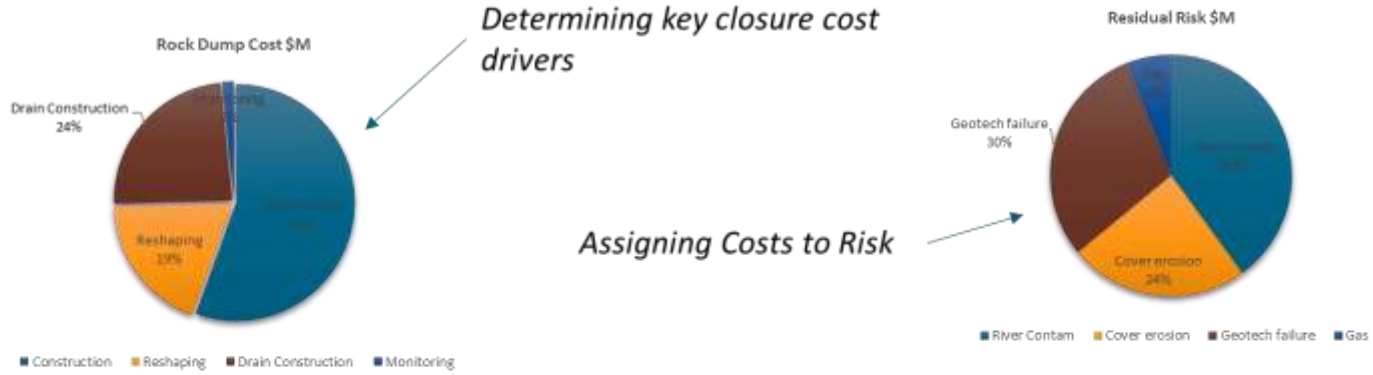 Determining key closure cost
drivers
Rock Dump Cost $M
Drain Construction
24%
Monitoring
Reshaping
19%
Construction Reshaping Drain Construction Monitoring
Residual Risk $M
Geotech failure
30%
Cover erosion
24%
River Contam Cover erosion Geotech failure Gas
Assigning Costs to Risk